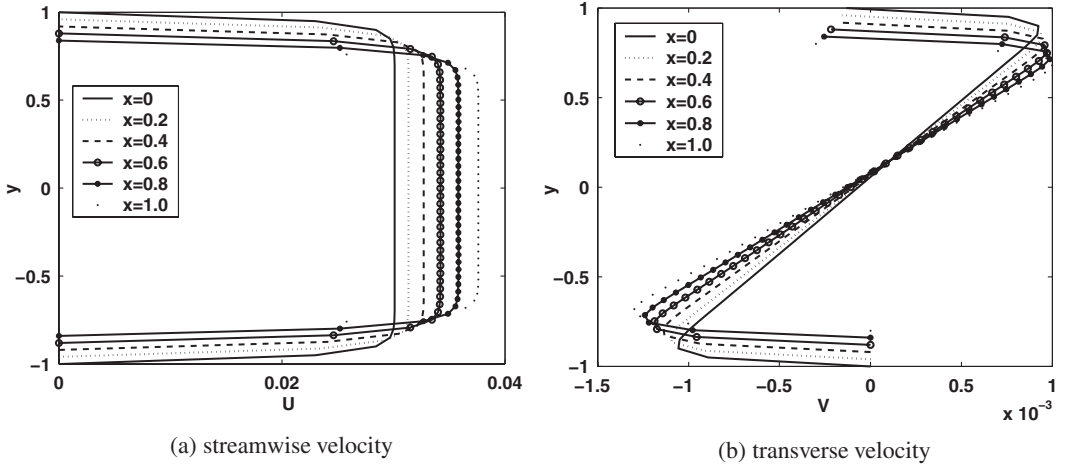 1
0.5
0
−0.5
−1
y
x=0
x=0.2
x=0.4
x=0.6
x=0.8
x=1.0
0
0.02
0.04
U
(a) streamwise velocity
1
0.5
0
−0.5
−1
y
x=0
x=0.2
x=0.4
x=0.6
x=0.8
x=1.0
−1.5
−1
−0.5
0
0.5
1
x 10−3
V
(b) transverse velocity